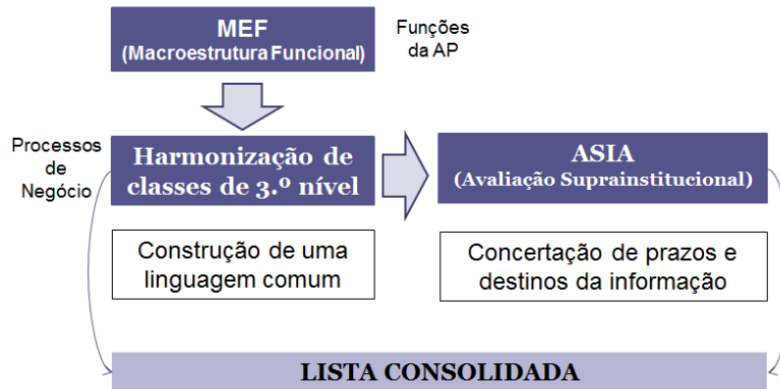 MEF
(Macroestrutura Funcional)
Funções
da AP
Processos
de
Negócio
Harmonização de
classes de 3.º nível
ASIA
(Avaliação Suprainstitucional)
Construção de uma
linguagem comum
Concertação de prazos e
destinos da informação
LISTA CONSOLIDADA